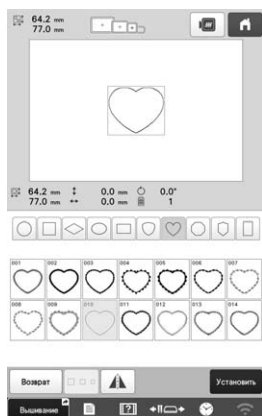 64.2 mm
77.0 mm
64.2 mm 0.0 mm 0.0°
77.0 mm 0.0 mm 1
001 002 003 004 005 006 007
008 009 010 011 012 013 014
Возврат Установить
Вышивание